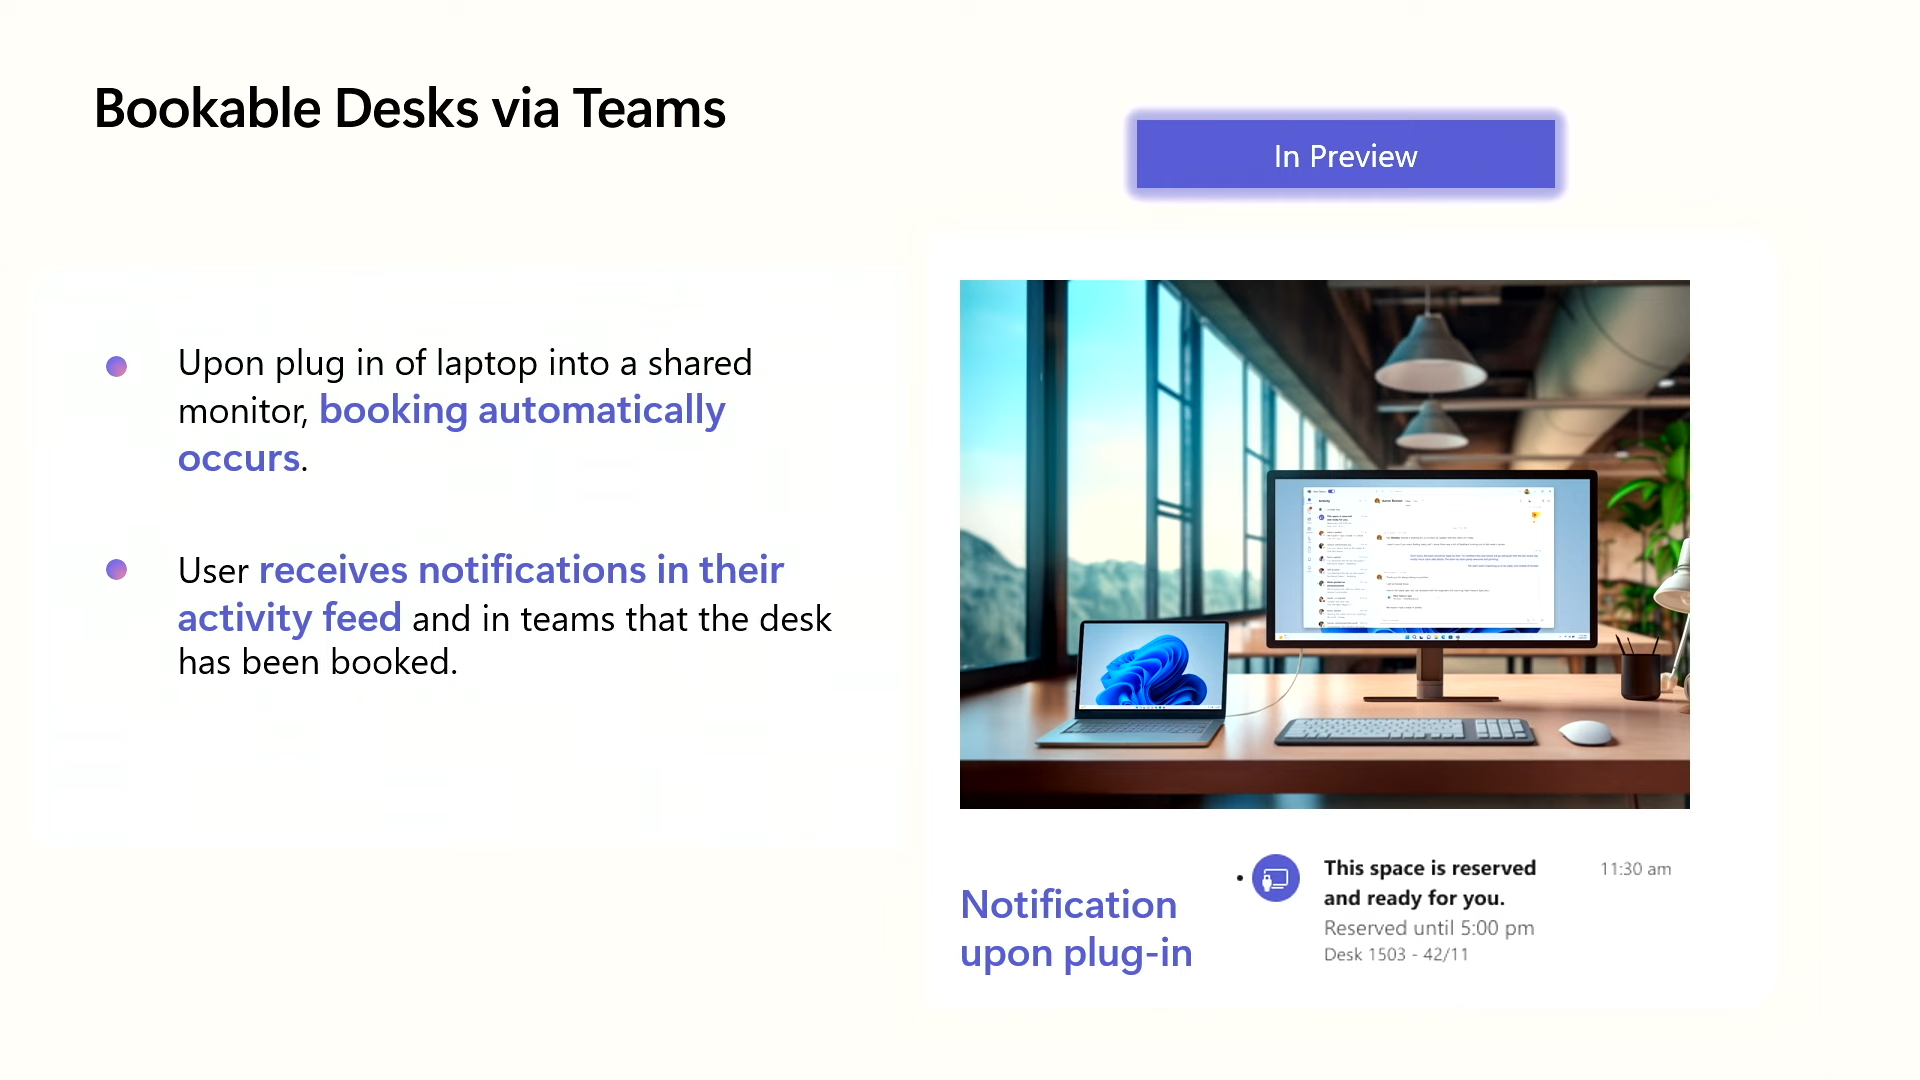 Bookable Desks via Teams
In Preview
Upon plug in of laptop into a shared
monitor, booking automatically
occurs.
User receives notifications in their
activity feed and in teams that the desk
has been booked.
Notification
upon plug-in
This space is reserved
and ready for you.
11:30 am
Reserved until 5:00 pm
Desk 1503 - 42/11